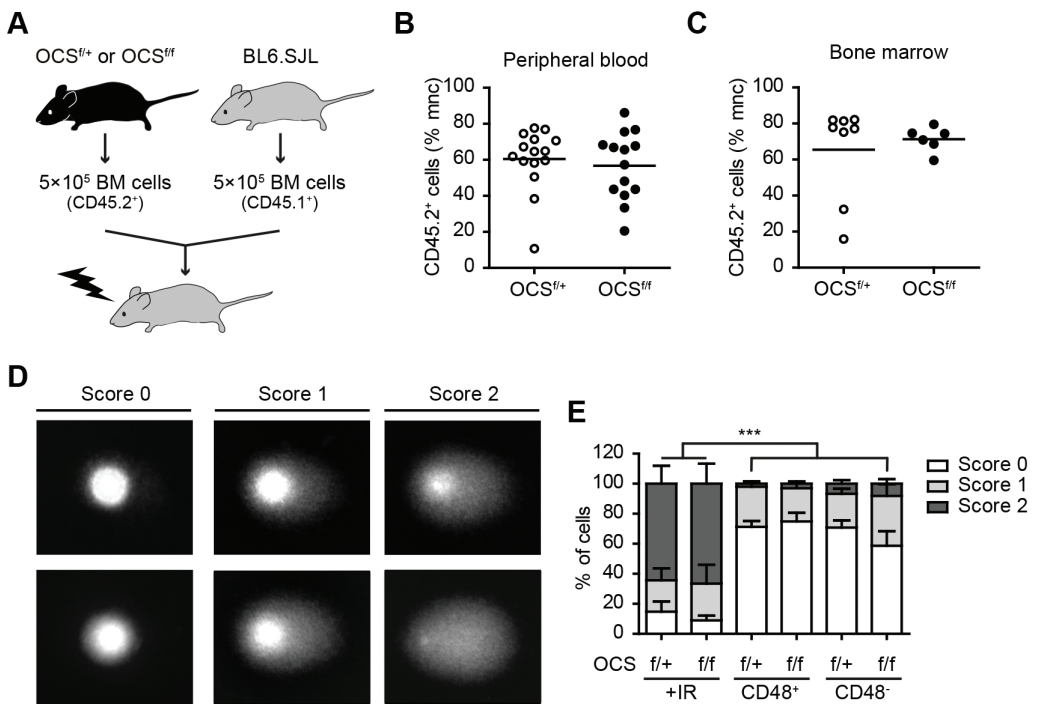 A
OCSf/+ or OCSf/f
BL6.SJL
5×10⁵ BM cells
(CD45.2⁺)
5×10⁵ BM cells
(CD45.1⁺)
B
Peripheral blood
CD45.2⁺ cells (% mnc)
100
80
60
40
20
0
OCSf/+
OCSf/f
C
Bone marrow
CD45.2⁺ cells (% mnc)
100
80
60
40
20
0
OCSf/+
OCSf/f
D
Score 0
Score 1
Score 2
E
***
% of cells
120
100
80
60
40
20
0
Score 0
Score 1
Score 2
OCS f/+ f/f f/+ f/f f/+ f/f
+IR CD48⁺ CD48⁻